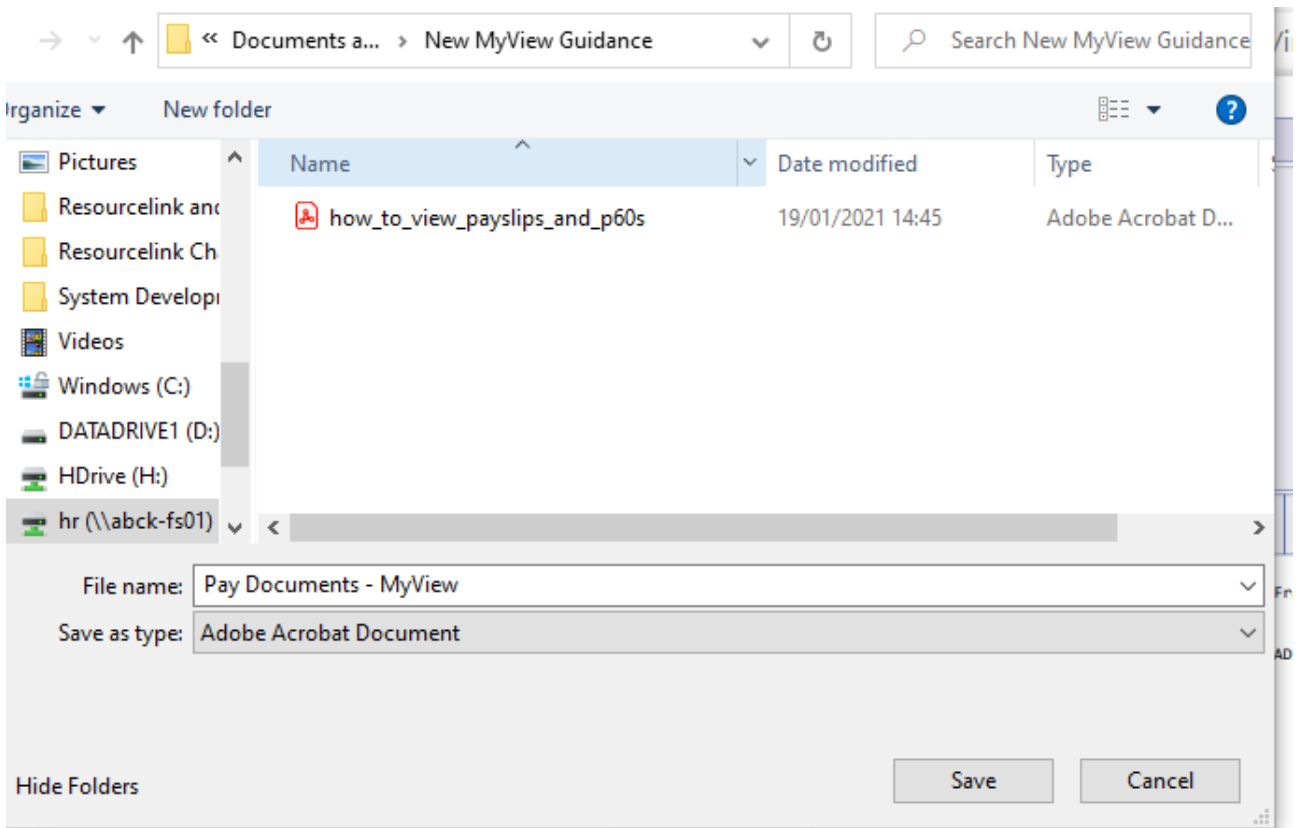 « Documents a... › New MyView Guidance Search New MyView Guidance
rganize New folder ?
Name Date modified Type
Pictures
Resourcelink and
Resourcelink Ch
System Develop
Videos
Windows (C:)
DATADRIVE1 (D:)
HDrive (H:)
hr (\\abck-fs01)
how_to_view_payslips_and_p60s 19/01/2021 14:45 Adobe Acrobat D...
File name: Pay Documents - MyView
Save as type: Adobe Acrobat Document
Fr
AD
Hide Folders Save Cancel